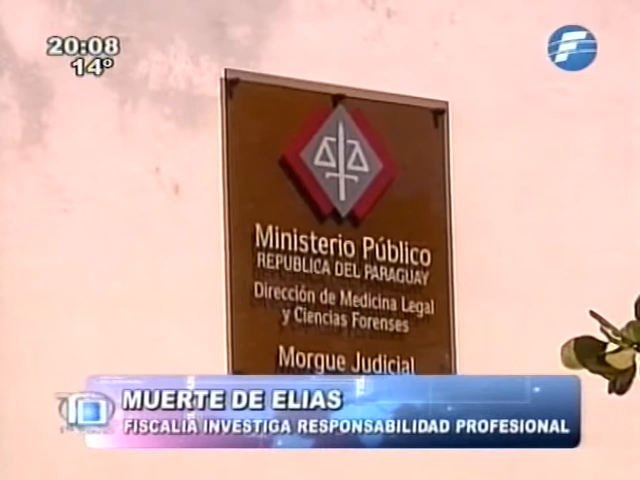 20:08
14°
Ministerio Público
REPUBLICA DEL PARAGUAY
Dirección de Medicina Legal
y Ciencias Forenses
Morgue Judicial
MUERTE DE ELIAS
FISCALÍA INVESTIGA RESPONSABILIDAD PROFESIONAL